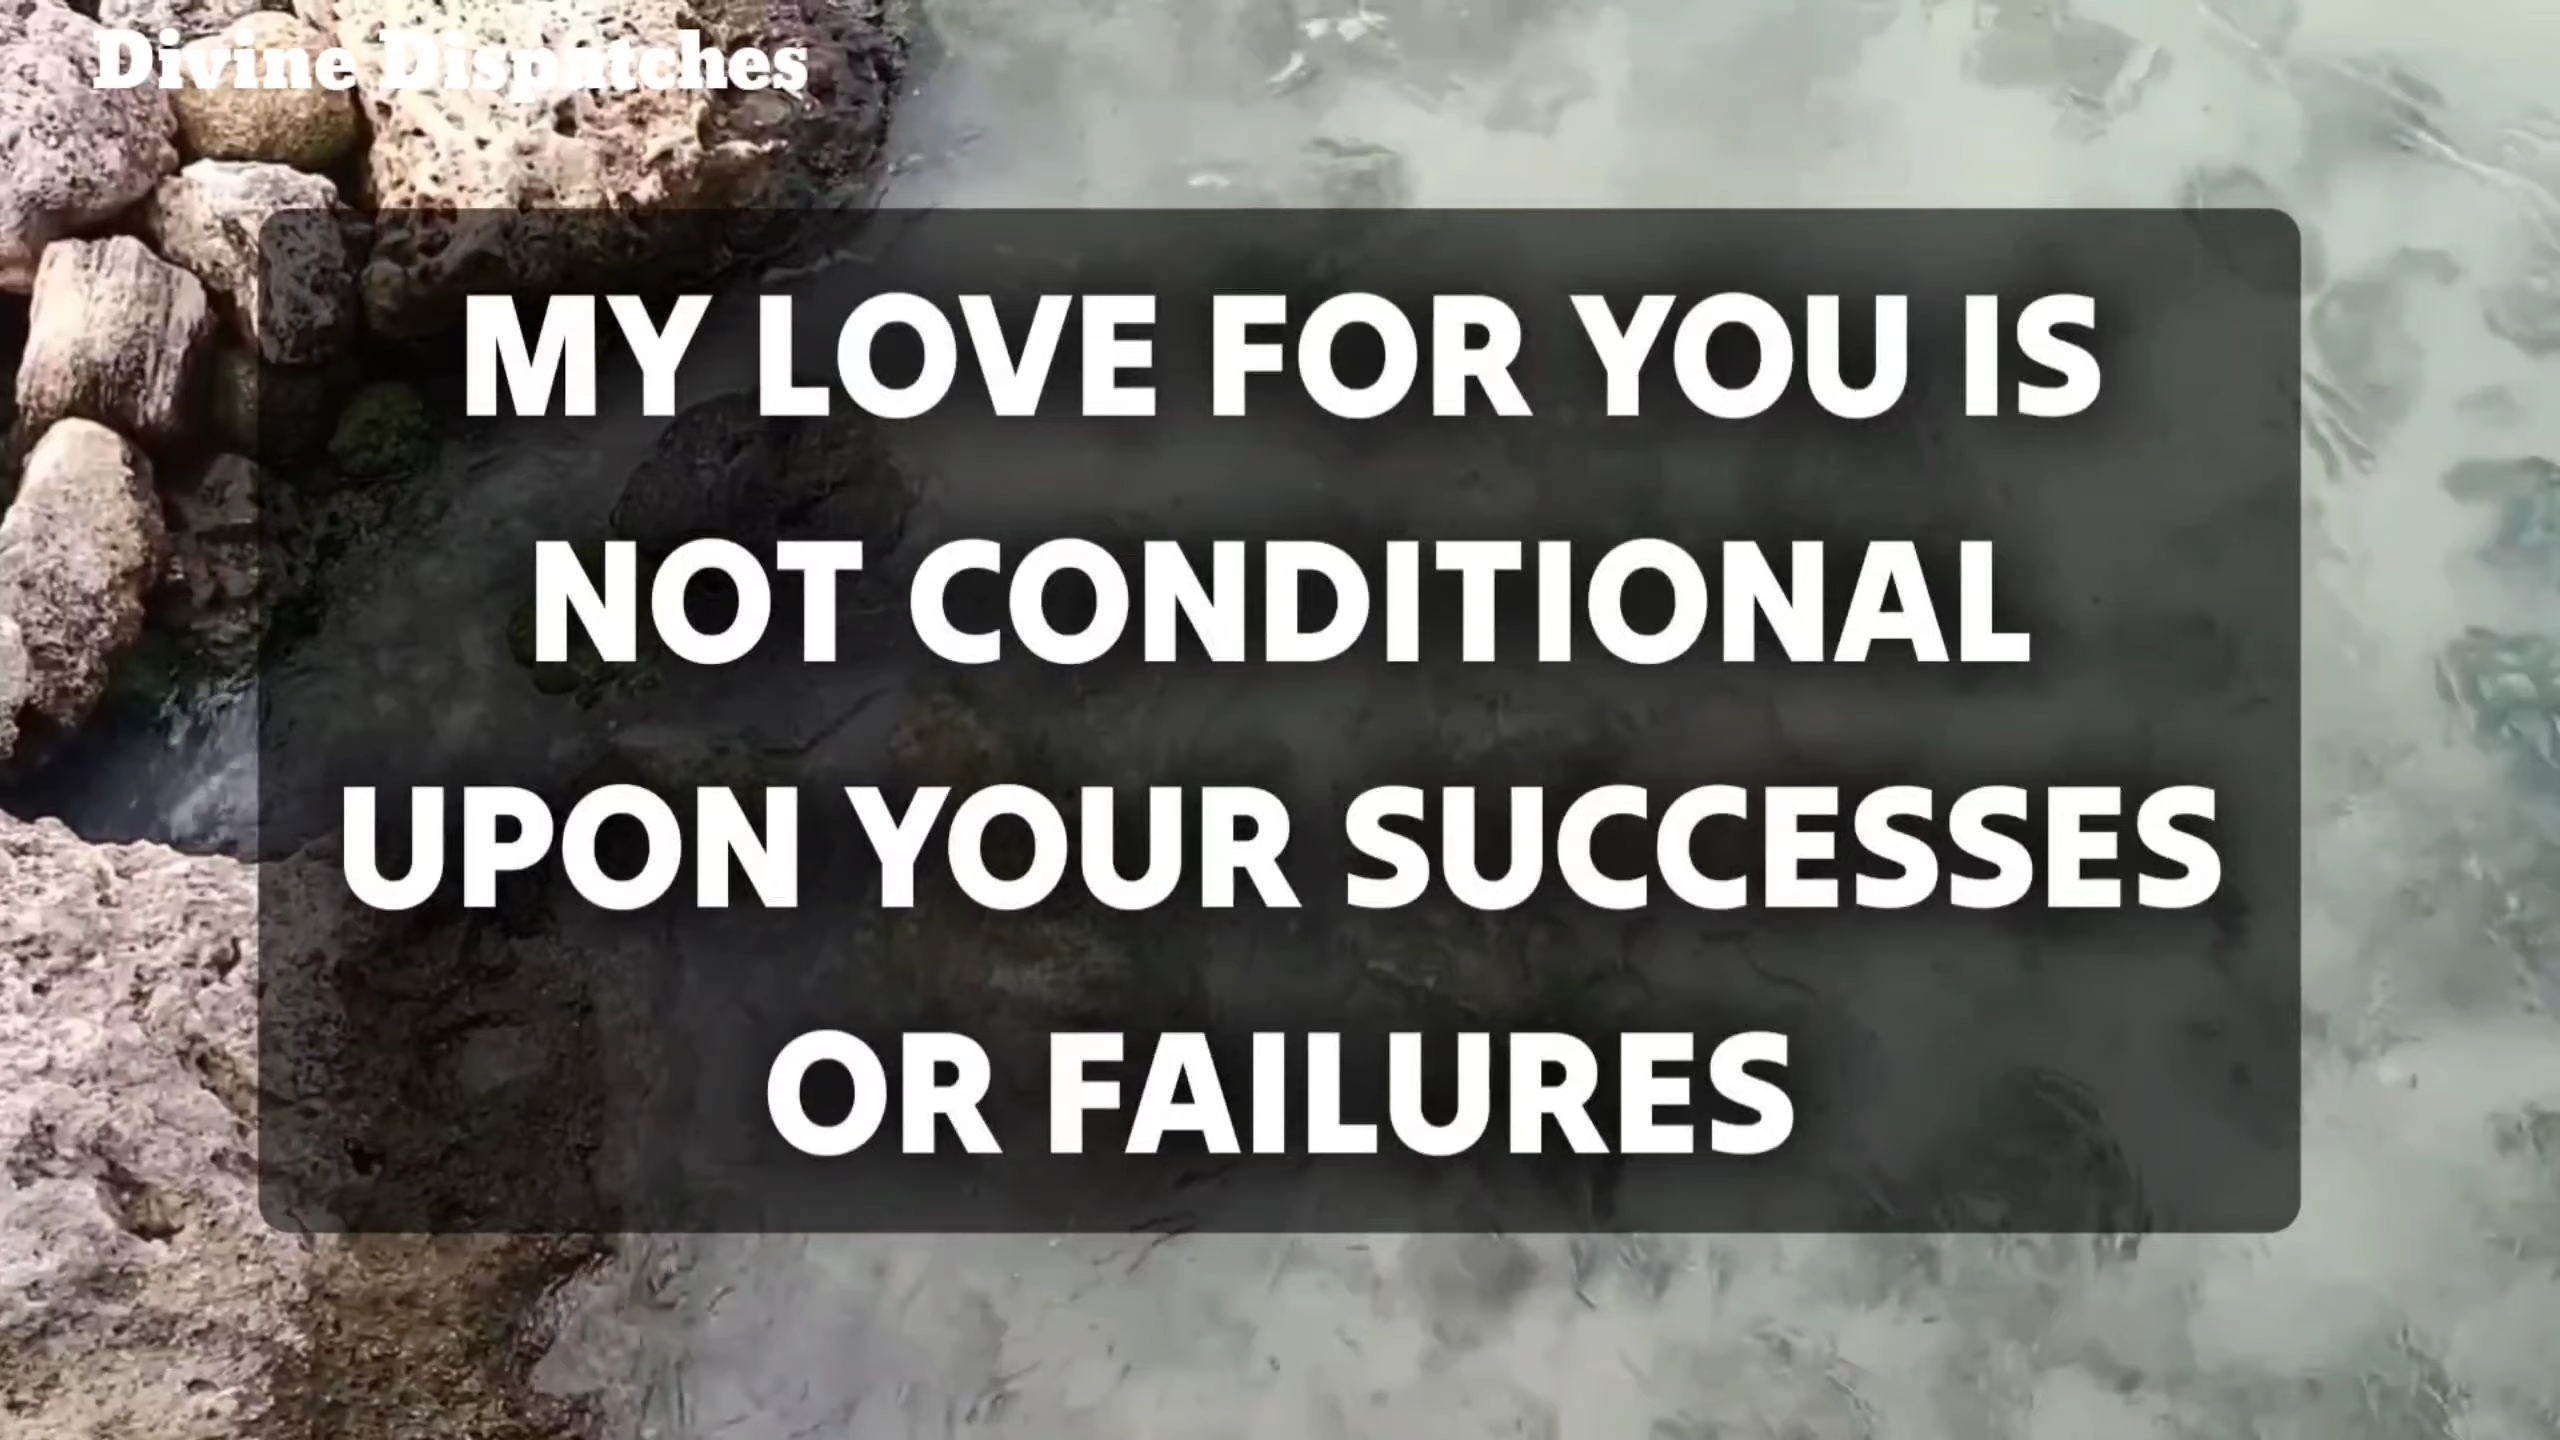 Divine Dispatches
MY LOVE FOR YOU IS
NOT CONDITIONAL
UPON YOUR SUCCESSES
OR FAILURES